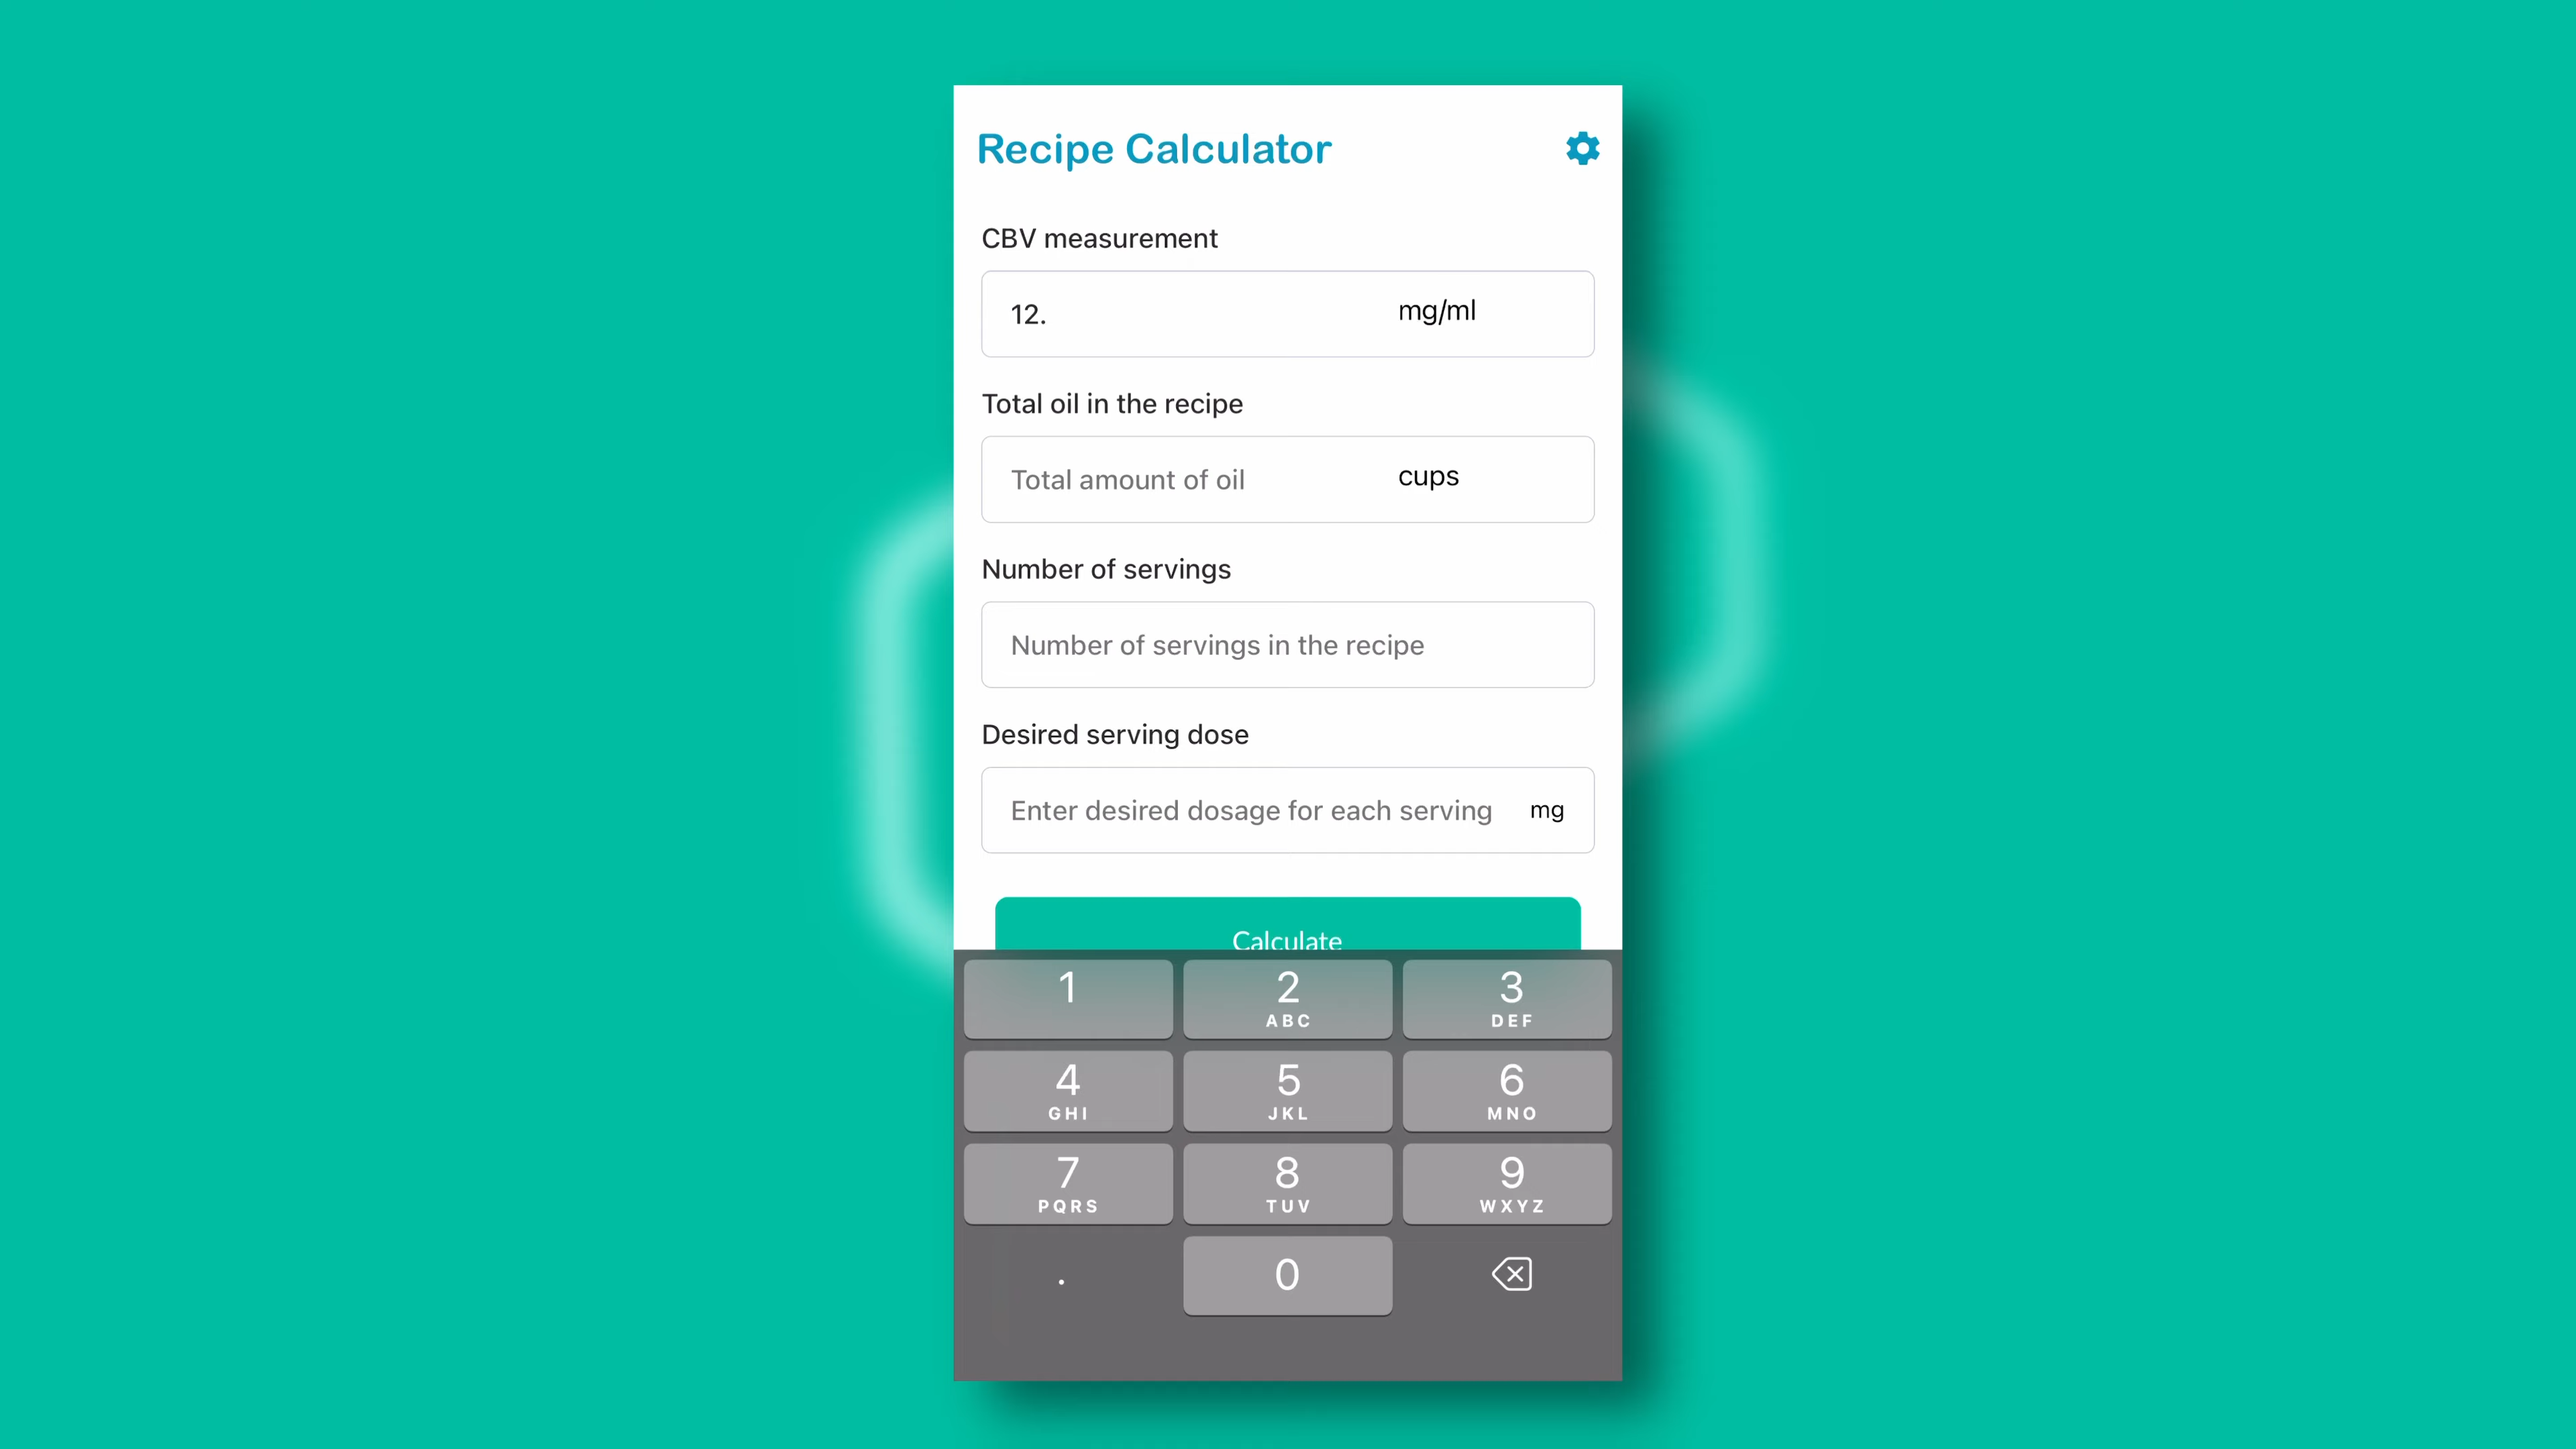 Recipe Calculator
CBV measurement
12. mg/ml
Total oil in the recipe
Total amount of oil cups
Number of servings
Number of servings in the recipe
Desired serving dose
Enter desired dosage for each serving mg
Calculate
1 2 3
ABC DEF
4 5 6
GHI JKL MNO
7 8 9
PQRS TUV WXYZ
. 0